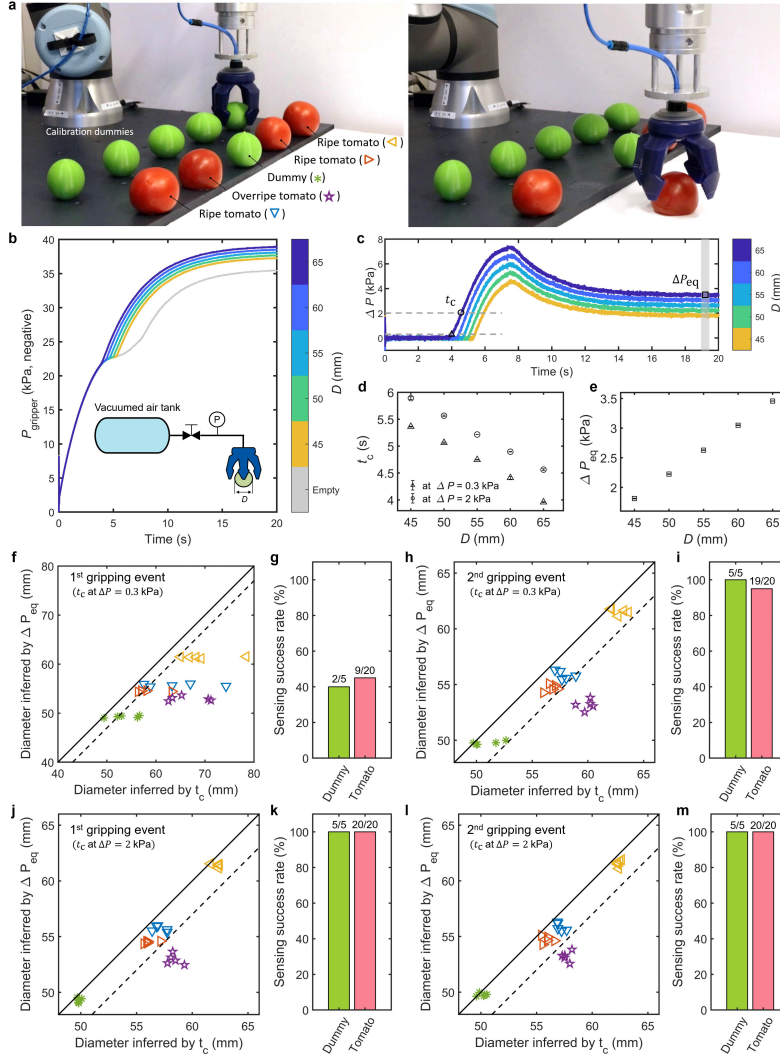 a
Calibration dummies
Ripe tomato (◁)
Ripe tomato (▷)
Dummy (✳)
Overripe tomato (☆)
Ripe tomato (▽)
b
P gripper (kPa, negative)
40
35
30
25
20
15
10
5
0
0 5 10 15 20
Time (s)
Vacuumed air tank
P
D
65
60
55
50
45
Empty
D (mm)
c
Δ P (kPa)
8
6
4
2
0
0 2 4 6 8 10 12 14 16 18 20
Time (s)
t_c
ΔP_eq
65
60
55
50
45
D (mm)
d
t_c (s)
6
5.5
5
4.5
4
45 50 55 60 65
D (mm)
at Δ P = 0.3 kPa
at Δ P = 2 kPa
e
Δ P_eq (kPa)
3.5
3
2.5
2
45 50 55 60 65
D (mm)
f
1st gripping event
(t_c at ΔP = 0.3 kPa)
Diameter inferred by Δ P_eq (mm)
80
70
60
50
40
40 50 60 70 80
Diameter inferred by t_c (mm)
g
Sensing success rate (%)
100
80
60
40
20
0
2/5
9/20
Dummy
Tomato
h
2nd gripping event
(t_c at ΔP = 0.3 kPa)
Diameter inferred by Δ P_eq (mm)
65
60
55
50
50 55 60 65
Diameter inferred by t_c (mm)
i
Sensing success rate (%)
100
80
60
40
20
0
5/5
19/20
Dummy
Tomato
j
1st gripping event
(t_c at ΔP = 2 kPa)
Diameter inferred by Δ P_eq (mm)
65
60
55
50
50 55 60 65
Diameter inferred by t_c (mm)
k
Sensing success rate (%)
100
80
60
40
20
0
5/5 20/20
Dummy
Tomato
l
2nd gripping event
(t_c at ΔP = 2 kPa)
Diameter inferred by Δ P_eq (mm)
65
60
55
50
50 55 60 65
Diameter inferred by t_c (mm)
m
Sensing success rate (%)
100
80
60
40
20
0
5/5 20/20
Dummy
Tomato